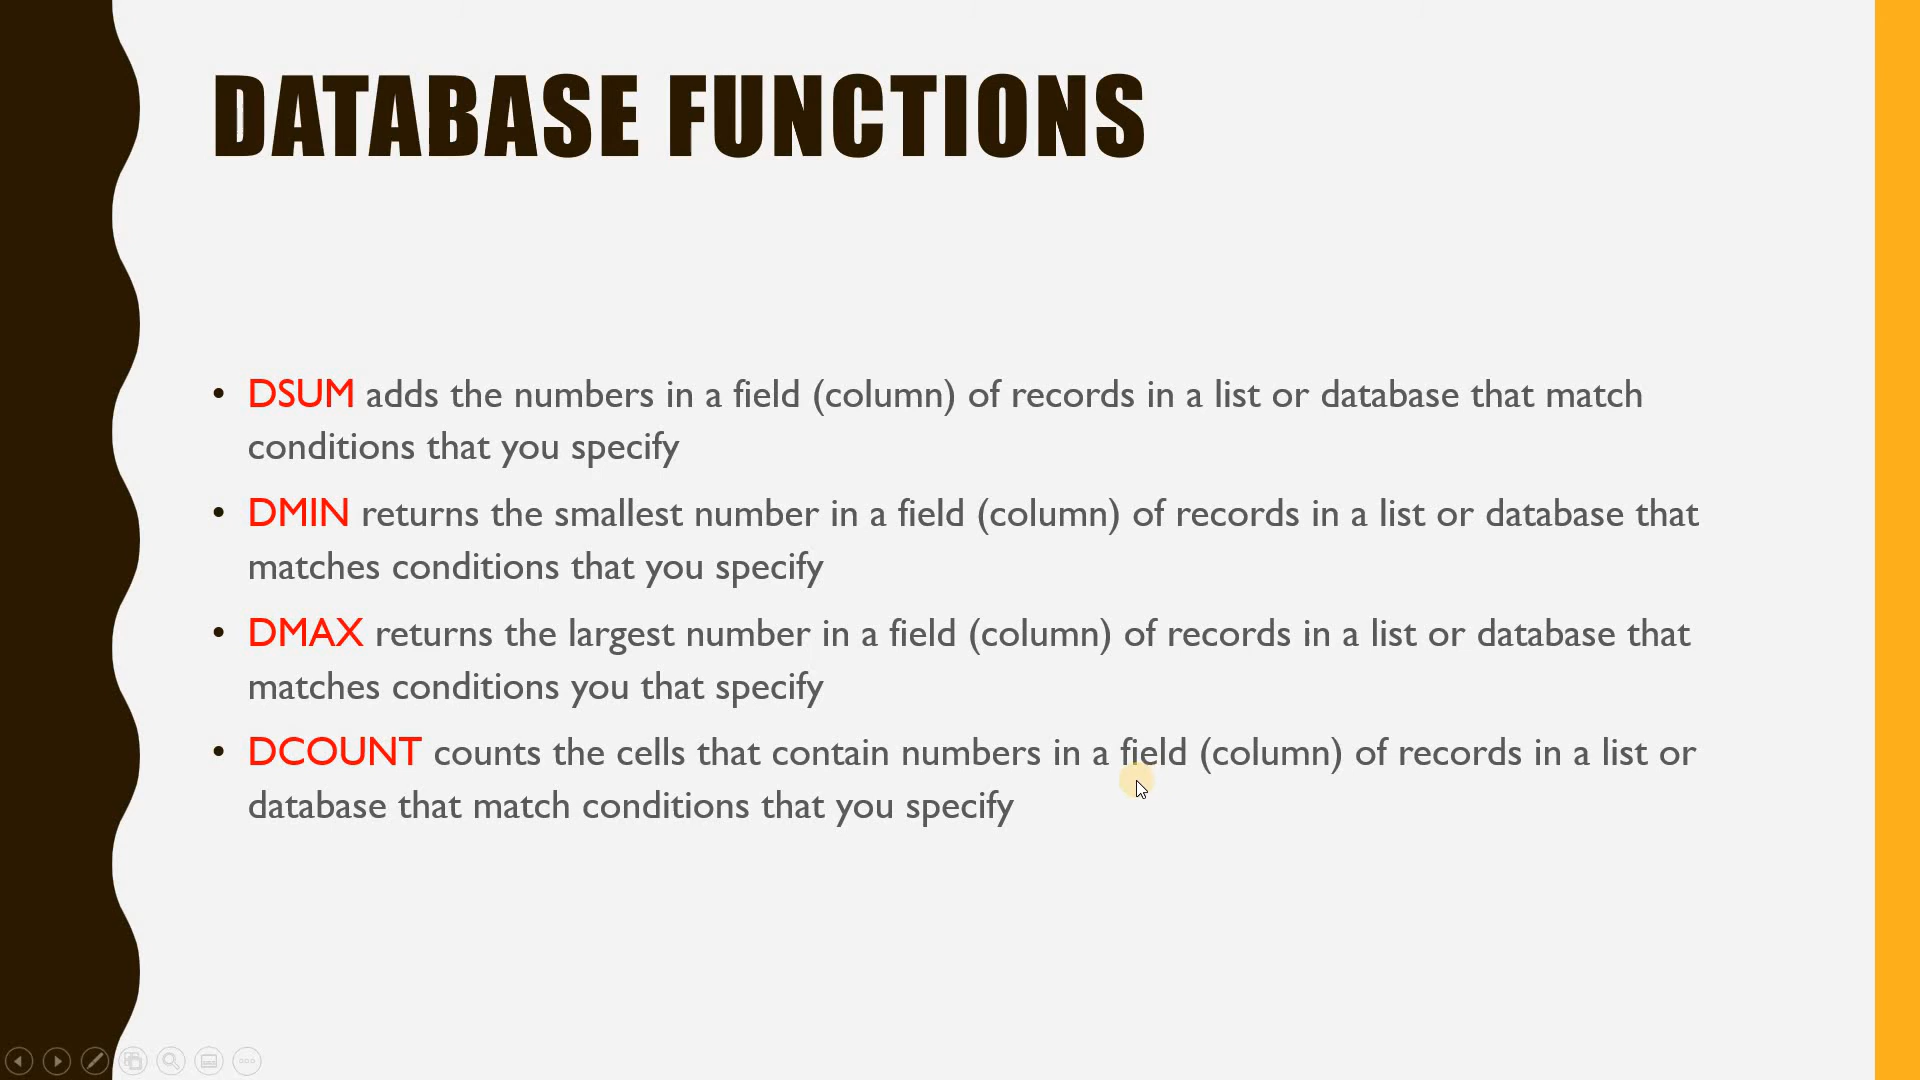 DATABASE FUNCTIONS
• DSUM adds the numbers in a field (column) of records in a list or database that match
conditions that you specify
• DMIN returns the smallest number in a field (column) of records in a list or database that
matches conditions that you specify
• DMAX returns the largest number in a field (column) of records in a list or database that
matches conditions you that specify
• DCOUNT counts the cells that contain numbers in a field (column) of records in a list or
database that match conditions that you specify